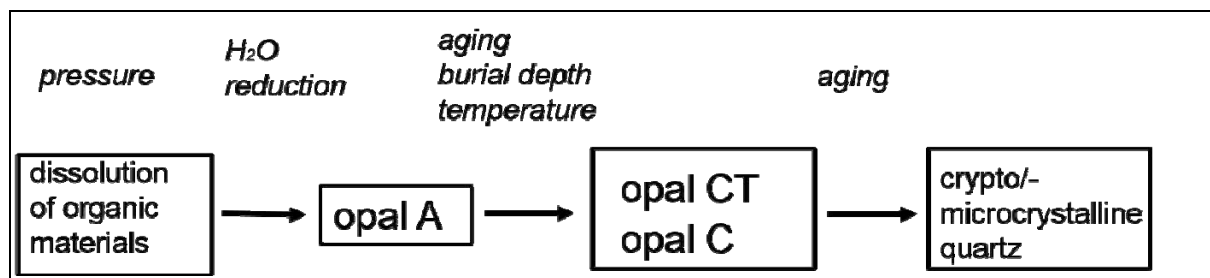 pressure
H₂O
reduction
aging
burial depth
temperature
aging
dissolution
of organic
materials
opal A
opal CT
opal C
crypto/-
microcrystalline
quartz